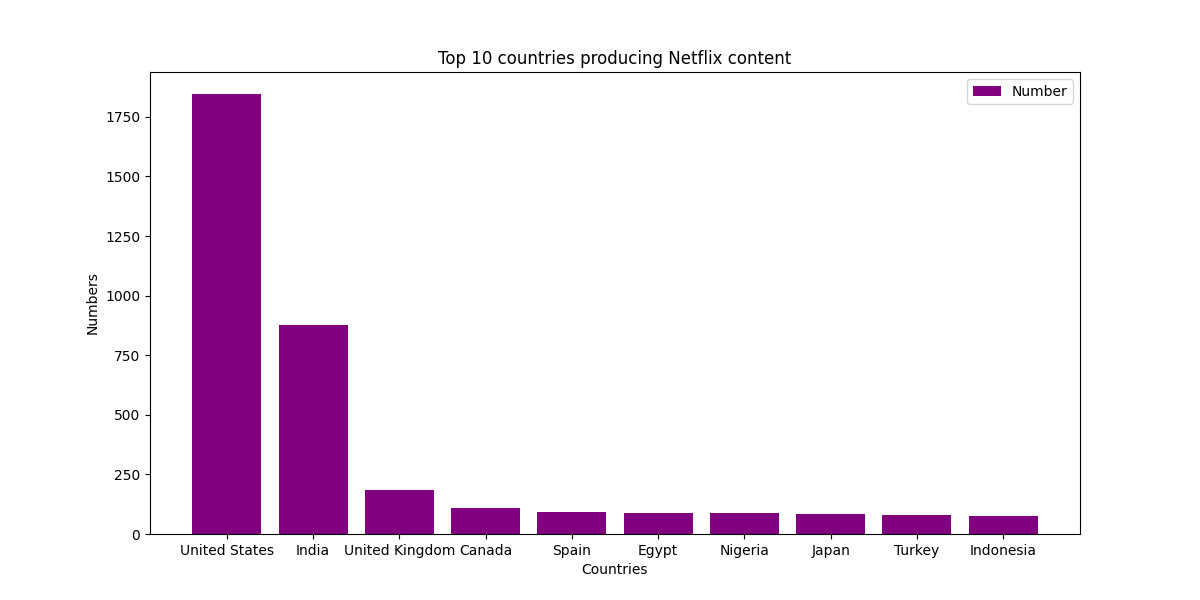 Top 10 countries producing Netflix content
Number
1750
1500
1250
1000
750
500
250
0
Numbers
United States India United Kingdom Canada Spain Egypt Nigeria Japan Turkey Indonesia
Countries